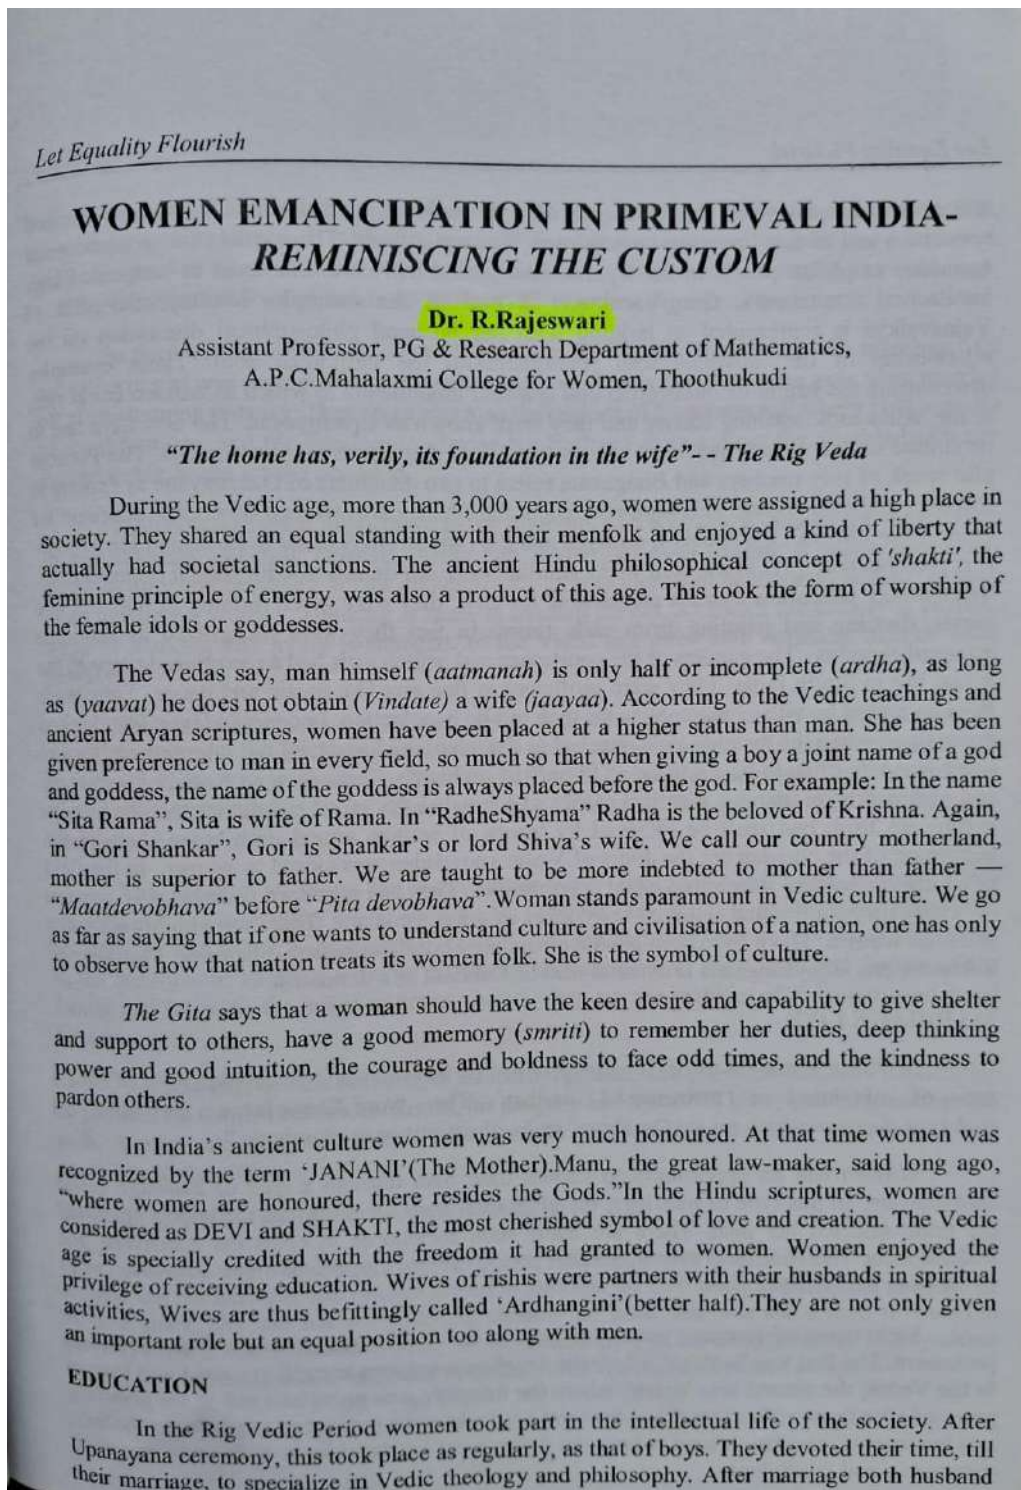 Let Equality Flourish
WOMEN EMANCIPATION IN PRIMEVAL INDIA-
REMINISCING THE CUSTOM
Dr. R.Rajeswari
Assistant Professor, PG & Research Department of Mathematics,
A.P.C.Mahalaxmi College for Women, Thoothukudi
“The home has, verily, its foundation in the wife”- - The Rig Veda
During the Vedic age, more than 3,000 years ago, women were assigned a high place in
society. They shared an equal standing with their menfolk and enjoyed a kind of liberty that
actually had societal sanctions. The ancient Hindu philosophical concept of 'shakti', the
feminine principle of energy, was also a product of this age. This took the form of worship of
the female idols or goddesses.
The Vedas say, man himself (aatmanah) is only half or incomplete (ardha), as long
as (yaavat) he does not obtain (Vindate) a wife (jaayaa). According to the Vedic teachings and
ancient Aryan scriptures, women have been placed at a higher status than man. She has been
given preference to man in every field, so much so that when giving a boy a joint name of a god
and goddess, the name of the goddess is always placed before the god. For example: In the name
“Sita Rama”, Sita is wife of Rama. In “RadheShyama” Radha is the beloved of Krishna. Again,
in “Gori Shankar”, Gori is Shankar’s or lord Shiva’s wife. We call our country motherland,
mother is superior to father. We are taught to be more indebted to mother than father —
“Maatdevobhava” before “Pita devobhava”.Woman stands paramount in Vedic culture. We go
as far as saying that if one wants to understand culture and civilisation of a nation, one has only
to observe how that nation treats its women folk. She is the symbol of culture.
The Gita says that a woman should have the keen desire and capability to give shelter
and support to others, have a good memory (smriti) to remember her duties, deep thinking
power and good intuition, the courage and boldness to face odd times, and the kindness to
pardon others.
In India’s ancient culture women was very much honoured. At that time women was
recognized by the term ‘JANANI’(The Mother).Manu, the great law-maker, said long ago,
“where women are honoured, there resides the Gods.”In the Hindu scriptures, women are
considered as DEVI and SHAKTI, the most cherished symbol of love and creation. The Vedic
age is specially credited with the freedom it had granted to women. Women enjoyed the
privilege of receiving education. Wives of rishis were partners with their husbands in spiritual
activities, Wives are thus befittingly called ‘Ardhangini’(better half).They are not only given
an important role but an equal position too along with men.
EDUCATION
In the Rig Vedic Period women took part in the intellectual life of the society. After
Upanayana ceremony, this took place as regularly, as that of boys. They devoted their time, till
their marriage, to specialize in Vedic theology and philosophy. After marriage both husband